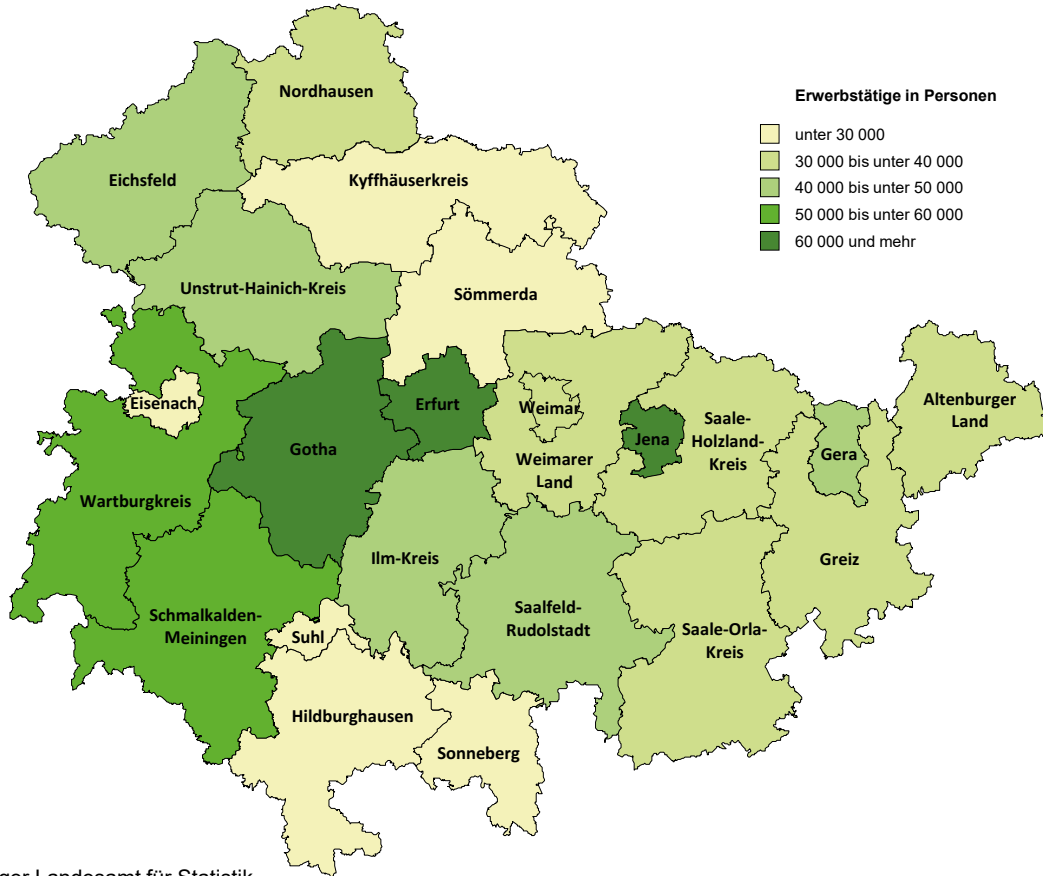 Nordhausen
Erwerbstätige in Personen
unter 30 000
30 000 bis unter 40 000
40 000 bis unter 50 000
50 000 bis unter 60 000
60 000 und mehr
Eichsfeld
Kyffhäuserkreis
Unstrut-Hainich-Kreis
Sömmerda
Eisenach
Erfurt
Weimar
Jena
Saale-
Holzland-
Kreis
Altenburger
Land
Gotha
Weimarer
Land
Gera
Wartburgkreis
Ilm-Kreis
Greiz
Schmalkalden-
Meiningen
Saalfeld-
Rudolstadt
Suhl
Saale-Orla-
Kreis
Hildburghausen
Sonneberg
Landesamt für Statistik